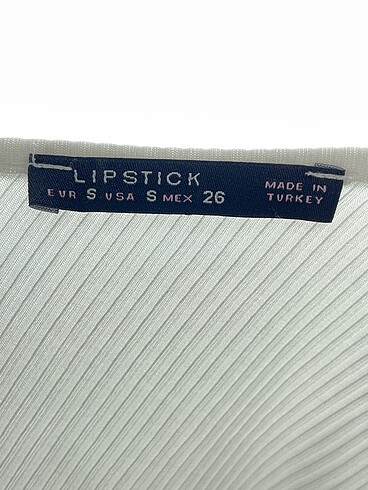 LIPSTICK
EUR S USA S MEX 26
MADE IN
TURKEY